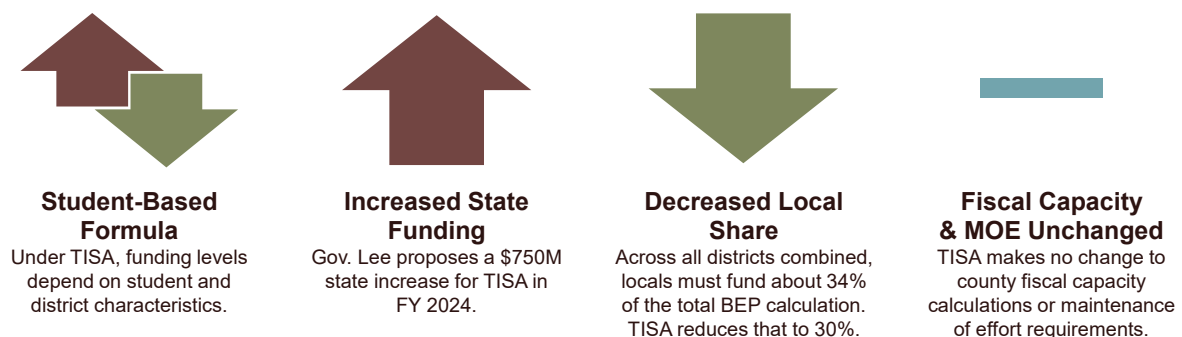 Student-Based
Formula
Under TISA, funding levels
depend on student and
district characteristics.
Increased State
Funding
Gov. Lee proposes a $750M
state increase for TISA in
FY 2024.
Decreased Local
Share
Across all districts combined,
locals must fund about 34%
of the total BEP calculation.
TISA reduces that to 30%.
Fiscal Capacity
& MOE Unchanged
TISA makes no change to
county fiscal capacity
calculations or maintenance
of effort requirements.